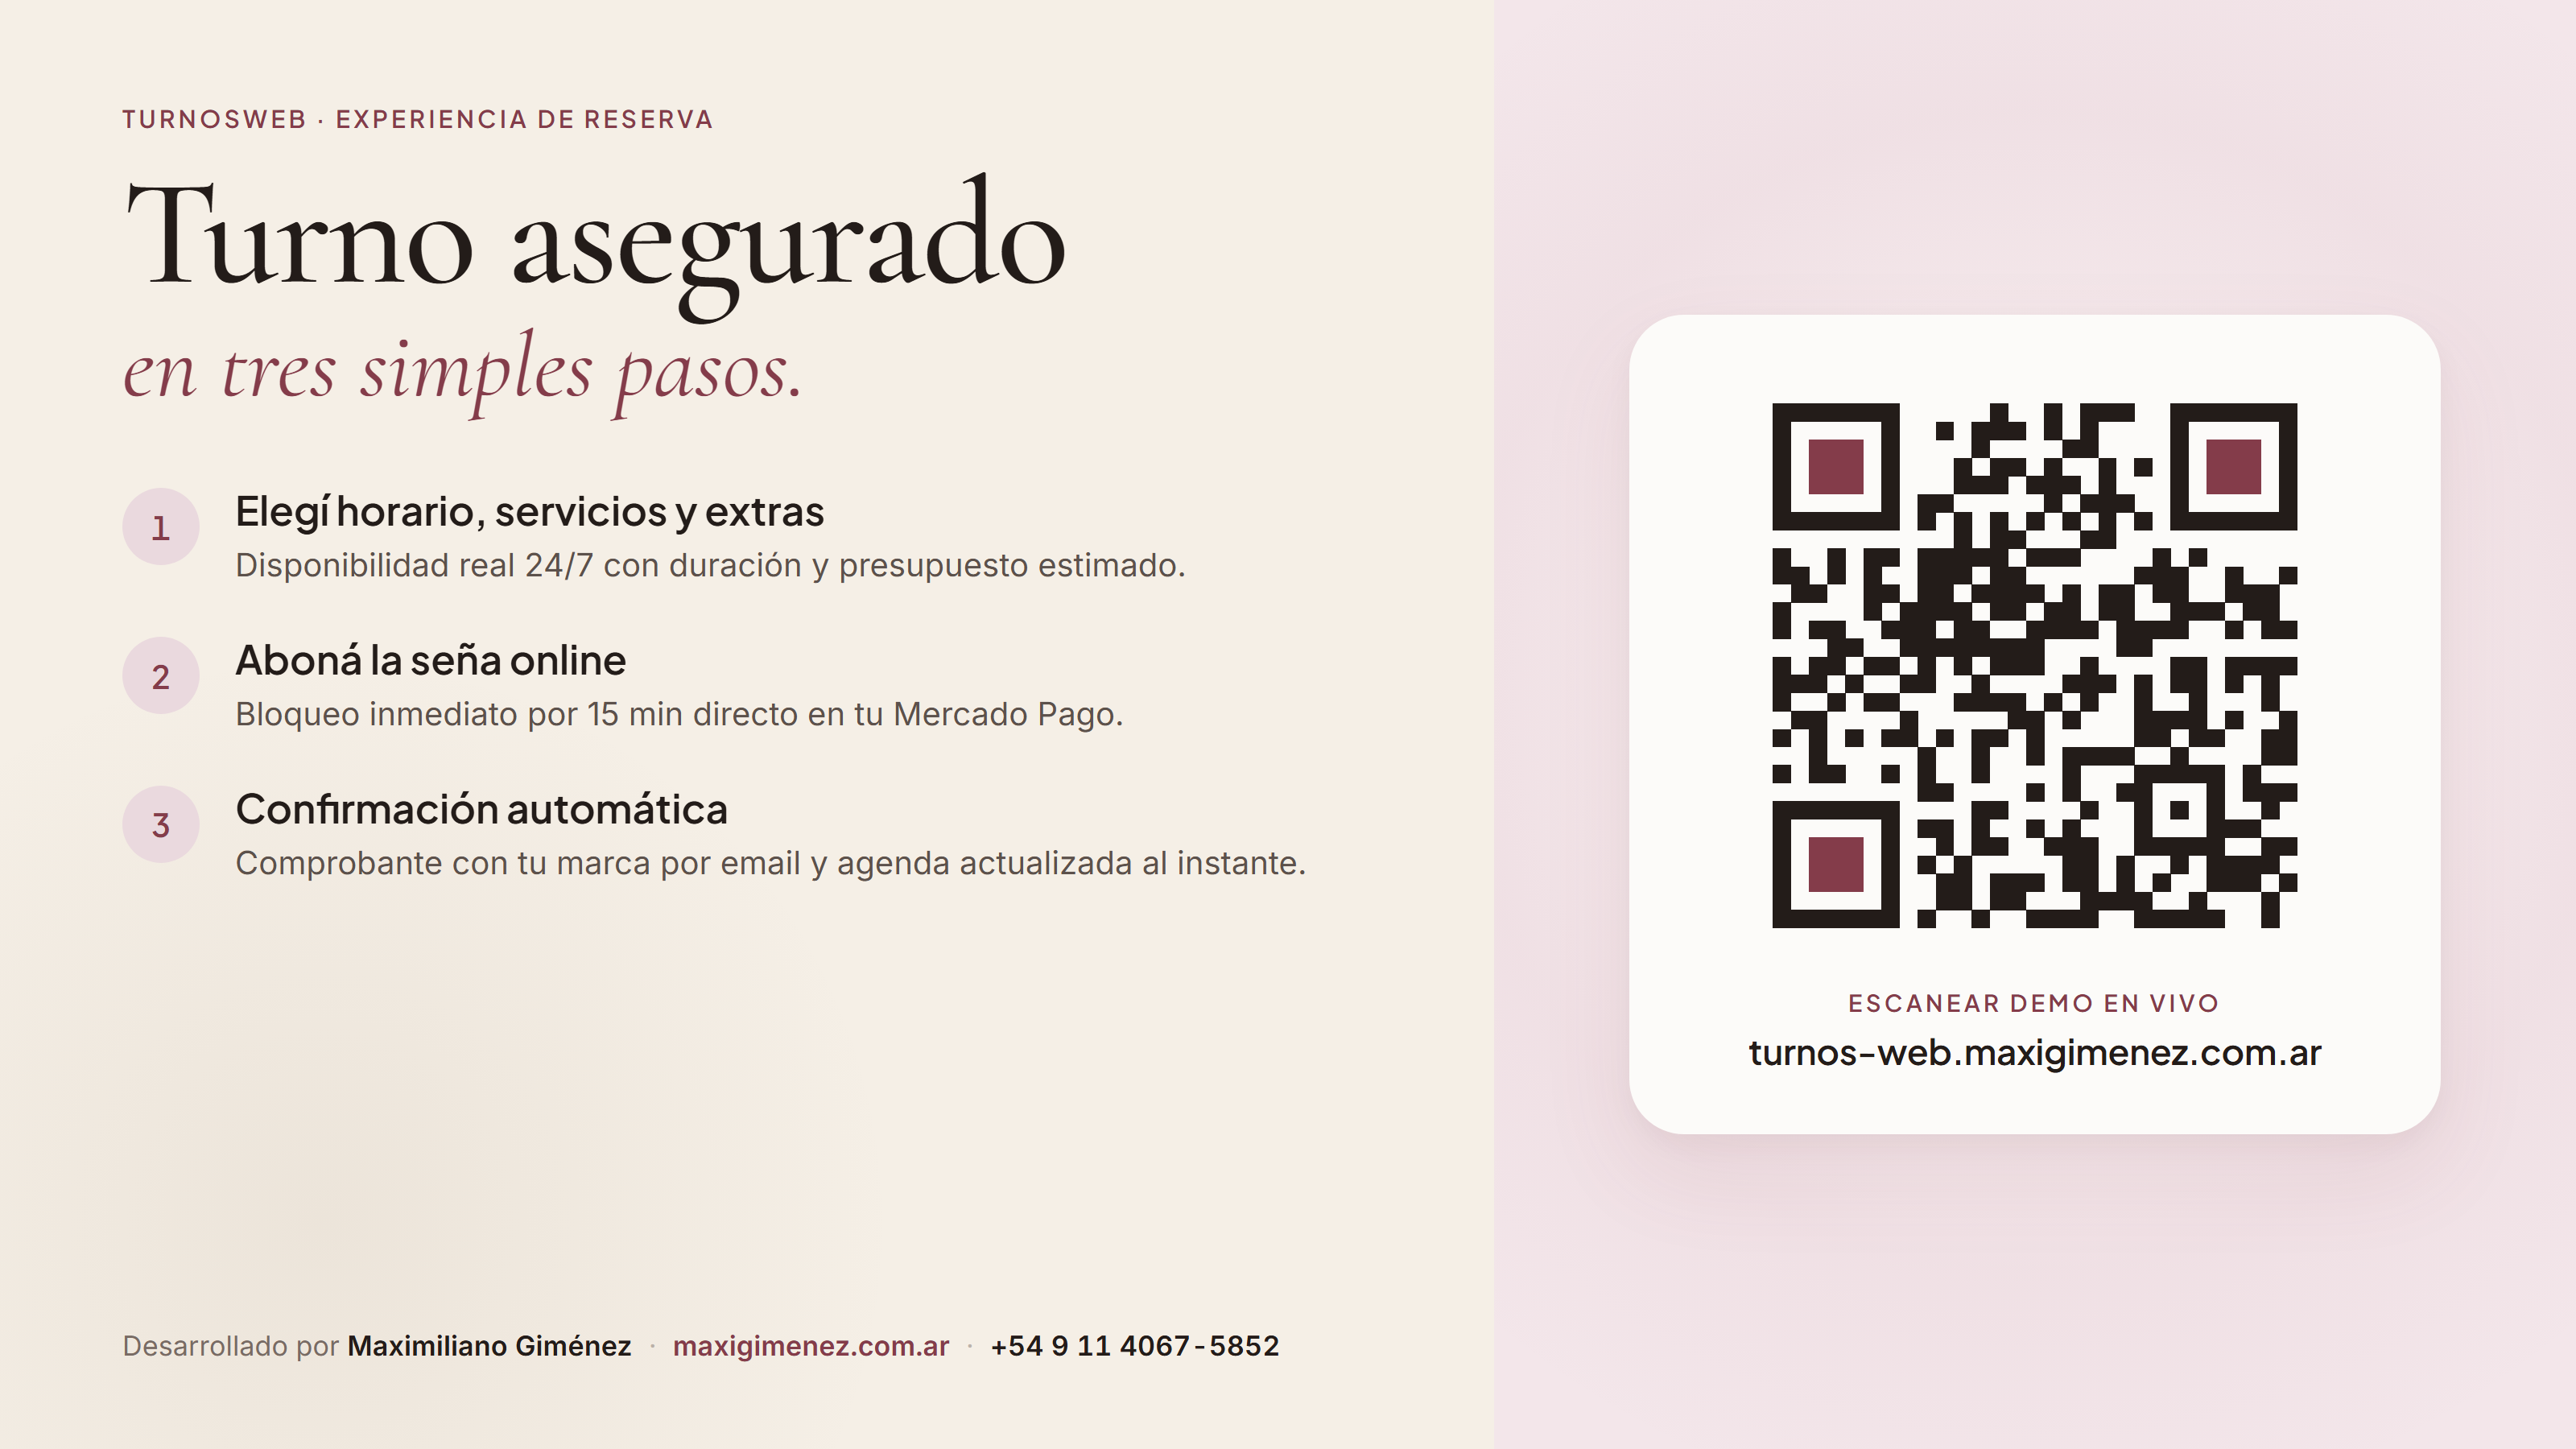 TURNOSWEB · EXPERIENCIA DE RESERVA
Turno asegurado
en tres simples pasos.
1
Elegí horario, servicios y extras
Disponibilidad real 24/7 con duración y presupuesto estimado.
2
Aboná la seña online
Bloqueo inmediato por 15 min directo en tu Mercado Pago.
3
Confirmación automática
Comprobante con tu marca por email y agenda actualizada al instante.
Desarrollado por Maximiliano Giménez · maxigimenez.com.ar · +54 9 11 4067-5852
ESCANEAR DEMO EN VIVO
turnos-web.maxigimenez.com.ar